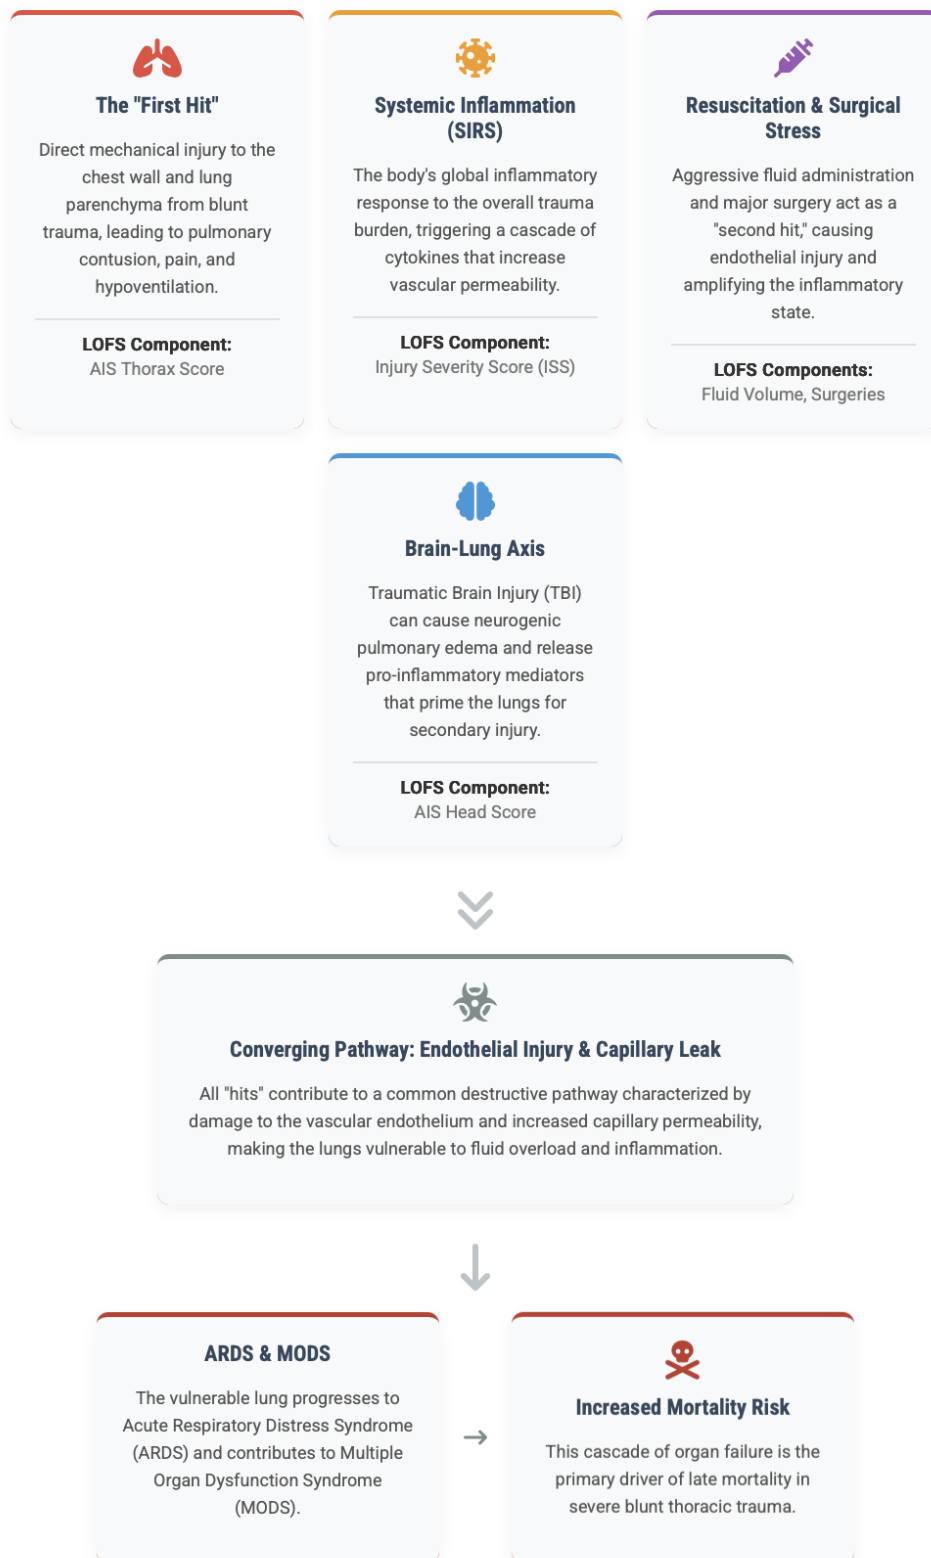 The "First Hit"
Direct mechanical injury to the
chest wall and lung
parenchyma from blunt
trauma, leading to pulmonary
contusion, pain, and
hypoventilation.
LOFS Component:
AIS Thorax Score
Systemic Inflammation
(SIRS)
The body's global inflammatory
response to the overall trauma
burden, triggering a cascade of
cytokines that increase
vascular permeability.
LOFS Component:
Injury Severity Score (ISS)
Resuscitation & Surgical
Stress
Aggressive fluid administration
and major surgery act as a
"second hit," causing
endothelial injury and
amplifying the inflammatory
state.
LOFS Components:
Fluid Volume, Surgeries
Brain-Lung Axis
Traumatic Brain Injury (TBI)
can cause neurogenic
pulmonary edema and release
pro-inflammatory mediators
that prime the lungs for
secondary injury.
LOFS Component:
AIS Head Score
Converging Pathway: Endothelial Injury & Capillary Leak
All "hits" contribute to a common destructive pathway characterized by
damage to the vascular endothelium and increased capillary permeability,
making the lungs vulnerable to fluid overload and inflammation.
ARDS & MODS
The vulnerable lung progresses to
Acute Respiratory Distress Syndrome
(ARDS) and contributes to Multiple
Organ Dysfunction Syndrome
(MODS).
Increased Mortality Risk
This cascade of organ failure is the
primary driver of late mortality in
severe blunt thoracic trauma.